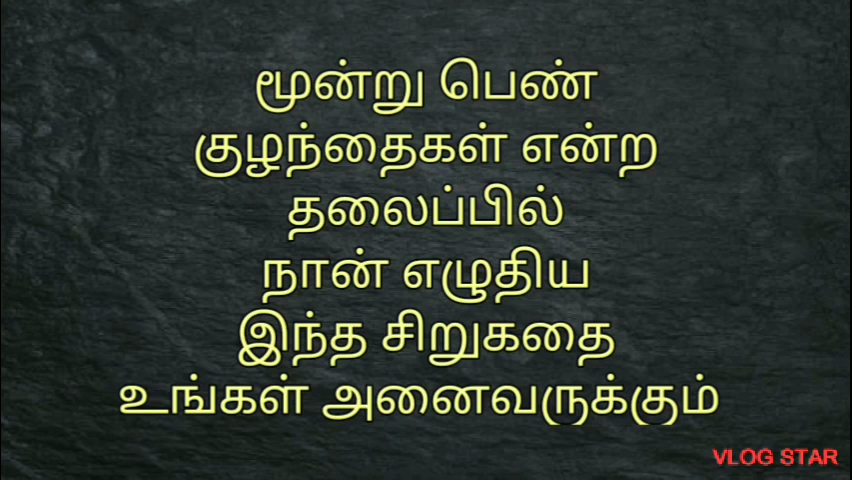 மூன்று பெண்
குழந்தைகள் என்ற
தலைப்பில்
நான் எழுதிய
இந்த சிறுகதை
உங்கள் அனைவருக்கும்
VLOG STAR